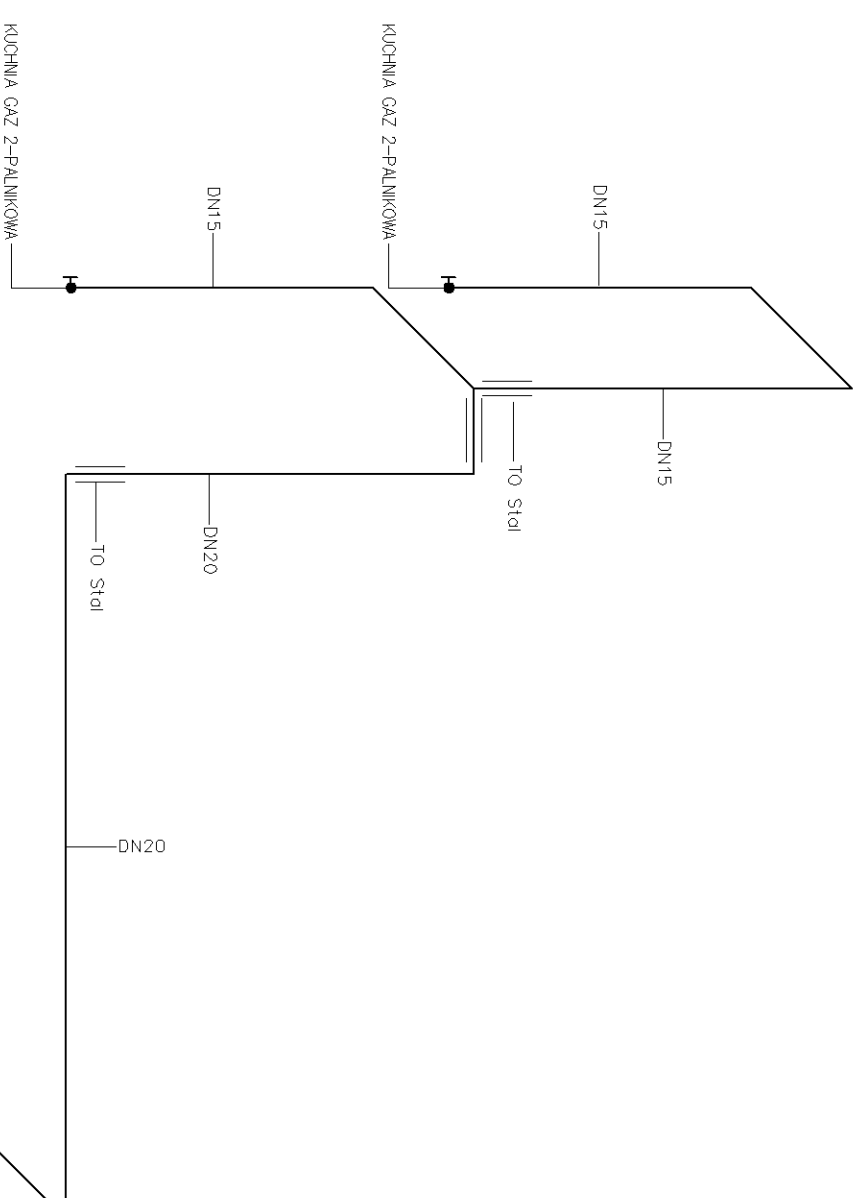 KUCHNIA GAZ 2-PALNIKOWA
KUCHNIA GAZ 2-PALNIKOWA
DN15
DN15
DN15
TO Stal
DN20
TO Stal
DN20